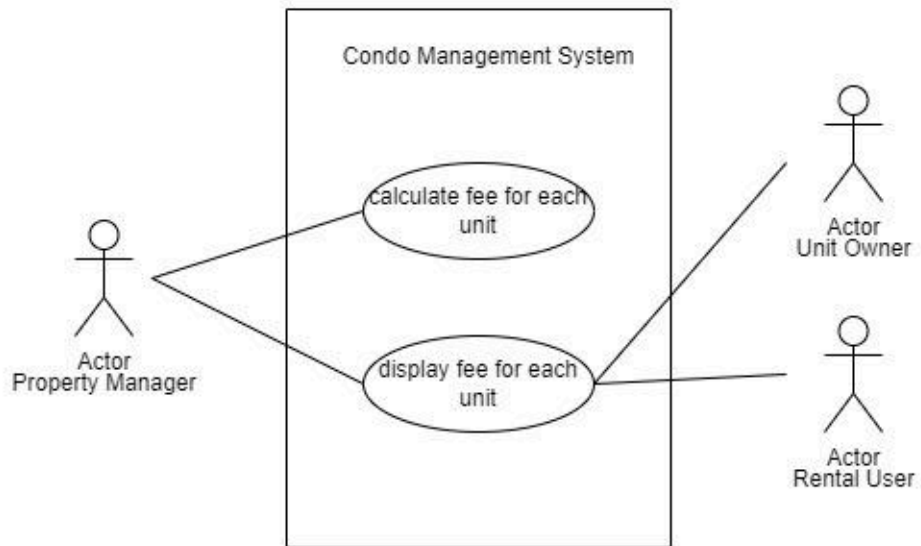 Condo Management System
calculate fee for each
unit
display fee for each
unit
Actor
Property Manager
Actor
Unit Owner
Actor
Rental User